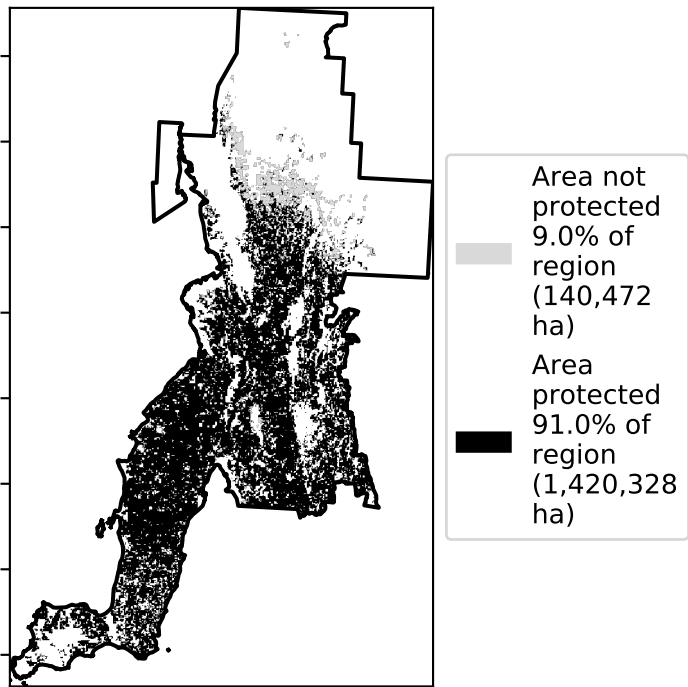 Area not
protected
9.0% of
region
(140,472
ha)
Area
protected
91.0% of
region
(1,420,328
ha)